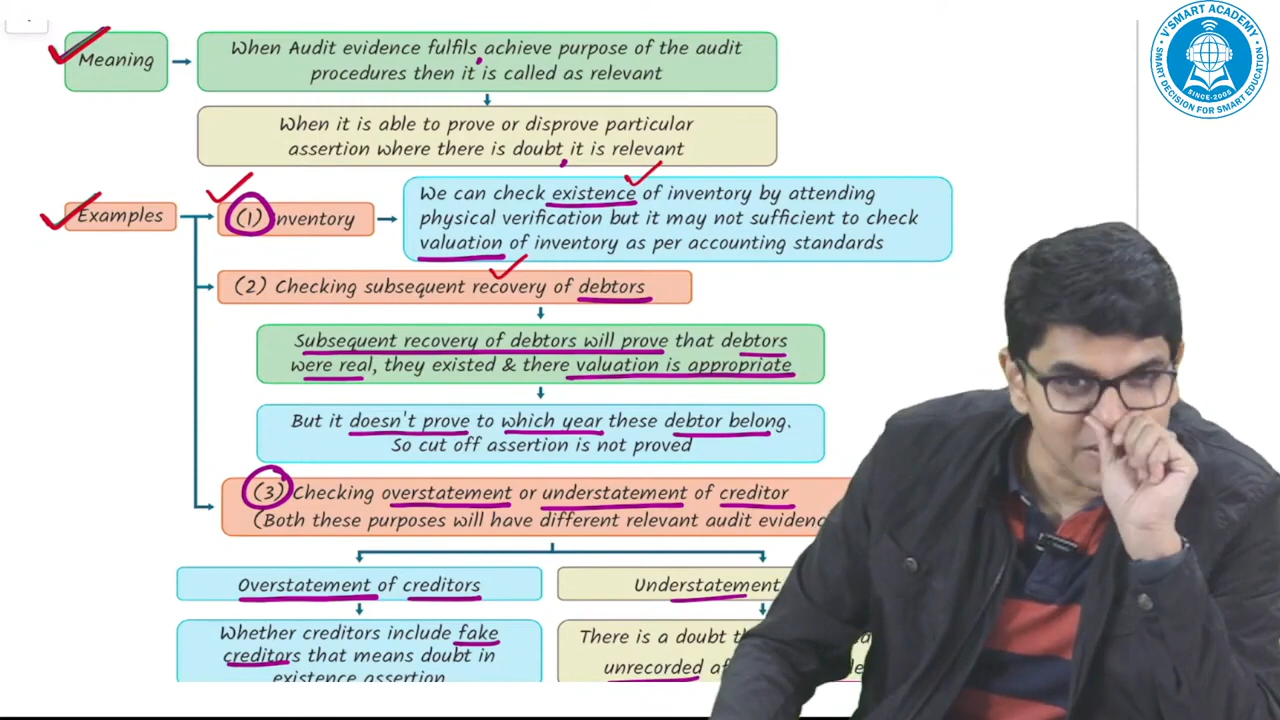 V'SMART ACADEMY
SMART DECISION FOR SMART EDUCATION
SINCE-2005
Meaning
When Audit evidence fulfils achieve purpose of the audit
procedures then it is called as relevant
When it is able to prove or disprove particular
assertion where there is doubt it is relevant
Examples
(1) Inventory
We can check existence of inventory by attending
physical verification but it may not sufficient to check
valuation of inventory as per accounting standards
(2) Checking subsequent recovery of debtors
Subsequent recovery of debtors will prove that debtors
were real, they existed & there valuation is appropriate
But it doesn't prove to which year these debtor belong.
So cut off assertion is not proved
(3) Checking overstatement or understatement of creditor
(Both these purposes will have different relevant audit evidenc
Overstatement of creditors
Understatement
Whether creditors include fake
creditors that means doubt in
existence assertion
There is a doubt
unrecorded